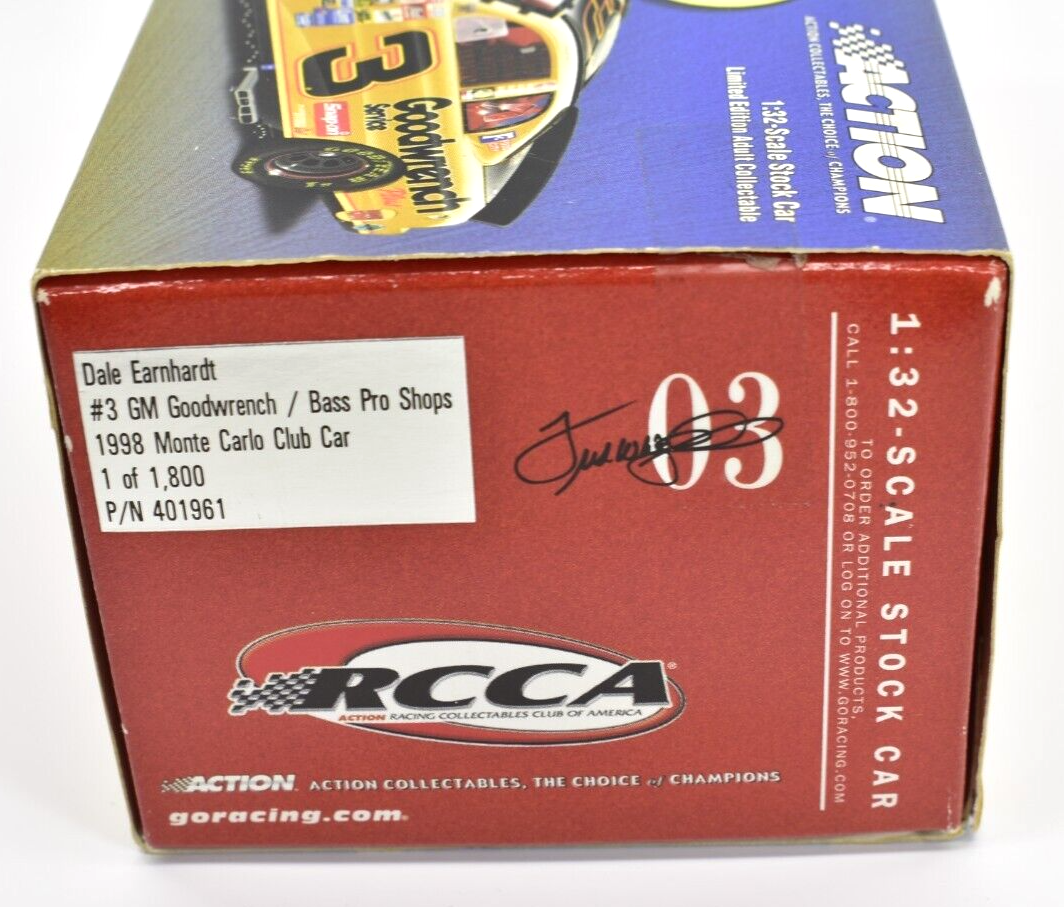 ACTION
ACTION COLLECTABLES, THE CHOICE of CHAMPIONS
1:32-Scale Stock Car
Limited Edition Adult Collectable
3
Goodwrench
Service
Snap-on
Dale Earnhardt
#3 GM Goodwrench / Bass Pro Shops
1998 Monte Carlo Club Car
1 of 1,800
P/N 401961
03
1:32-SCALE STOCK CAR
TO ORDER ADDITIONAL PRODUCTS,
CALL 1-800-952-0708 OR LOG ON TO WWW.GORACING.COM
RCCA®
ACTION RACING COLLECTABLES CLUB OF AMERICA
ACTION. ACTION COLLECTABLES, THE CHOICE of CHAMPIONS
goracing.com®